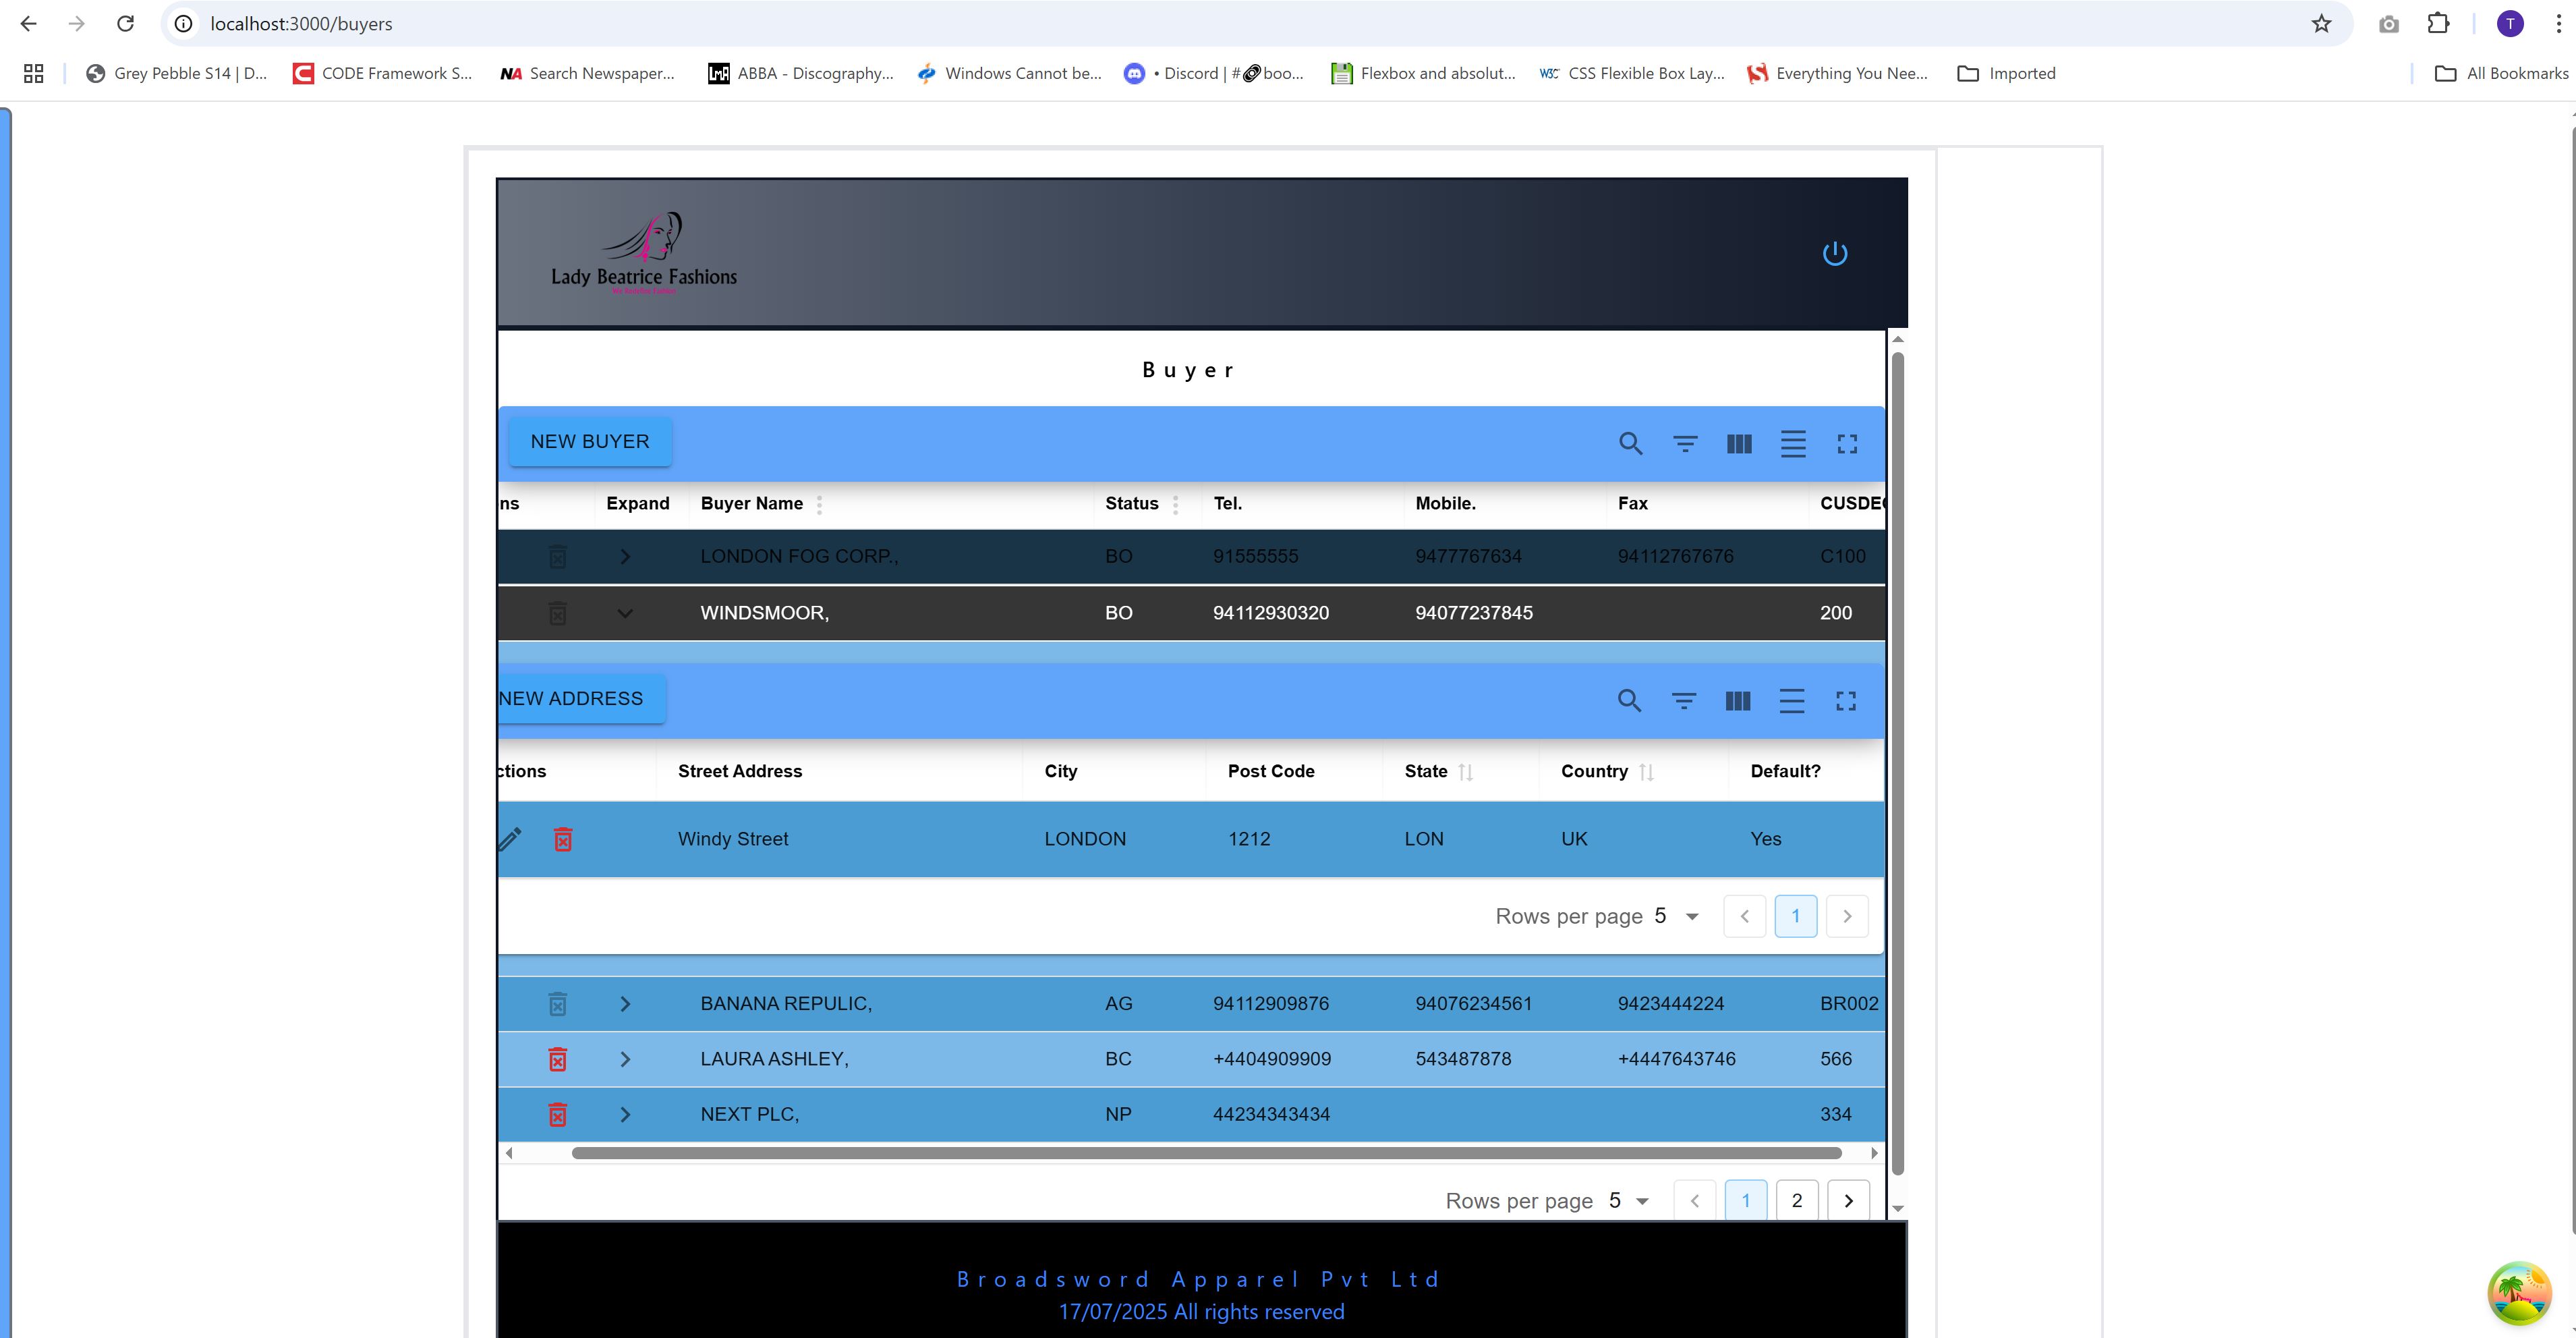 localhost:3000/buyers
T
Grey Pebble S14 | D... CODE Framework S... NA Search Newspaper... LMA ABBA - Discography... Windows Cannot be... • Discord | #🔗boo... Flexbox and absolut... W3C CSS Flexible Box Lay... Everything You Nee... Imported All Bookmarks
Lady Beatrice Fashions
Buyer
NEW BUYER
ns Expand Buyer Name Status Tel. Mobile. Fax CUSDE
LONDON FOG CORP., BO 91555555 9477767634 94112767676 C100
WINDSMOOR, BO 94112930320 94077237845 200
NEW ADDRESS
ctions Street Address City Post Code State Country Default?
Windy Street LONDON 1212 LON UK Yes
Rows per page 5 1
BANANA REPULIC, AG 94112909876 94076234561 9423444224 BR002
LAURA ASHLEY, BC +4404909909 543487878 +4447643746 566
NEXT PLC, NP 44234343434 334
Rows per page 5 1 2
Broadsword Apparel Pvt Ltd
17/07/2025 All rights reserved